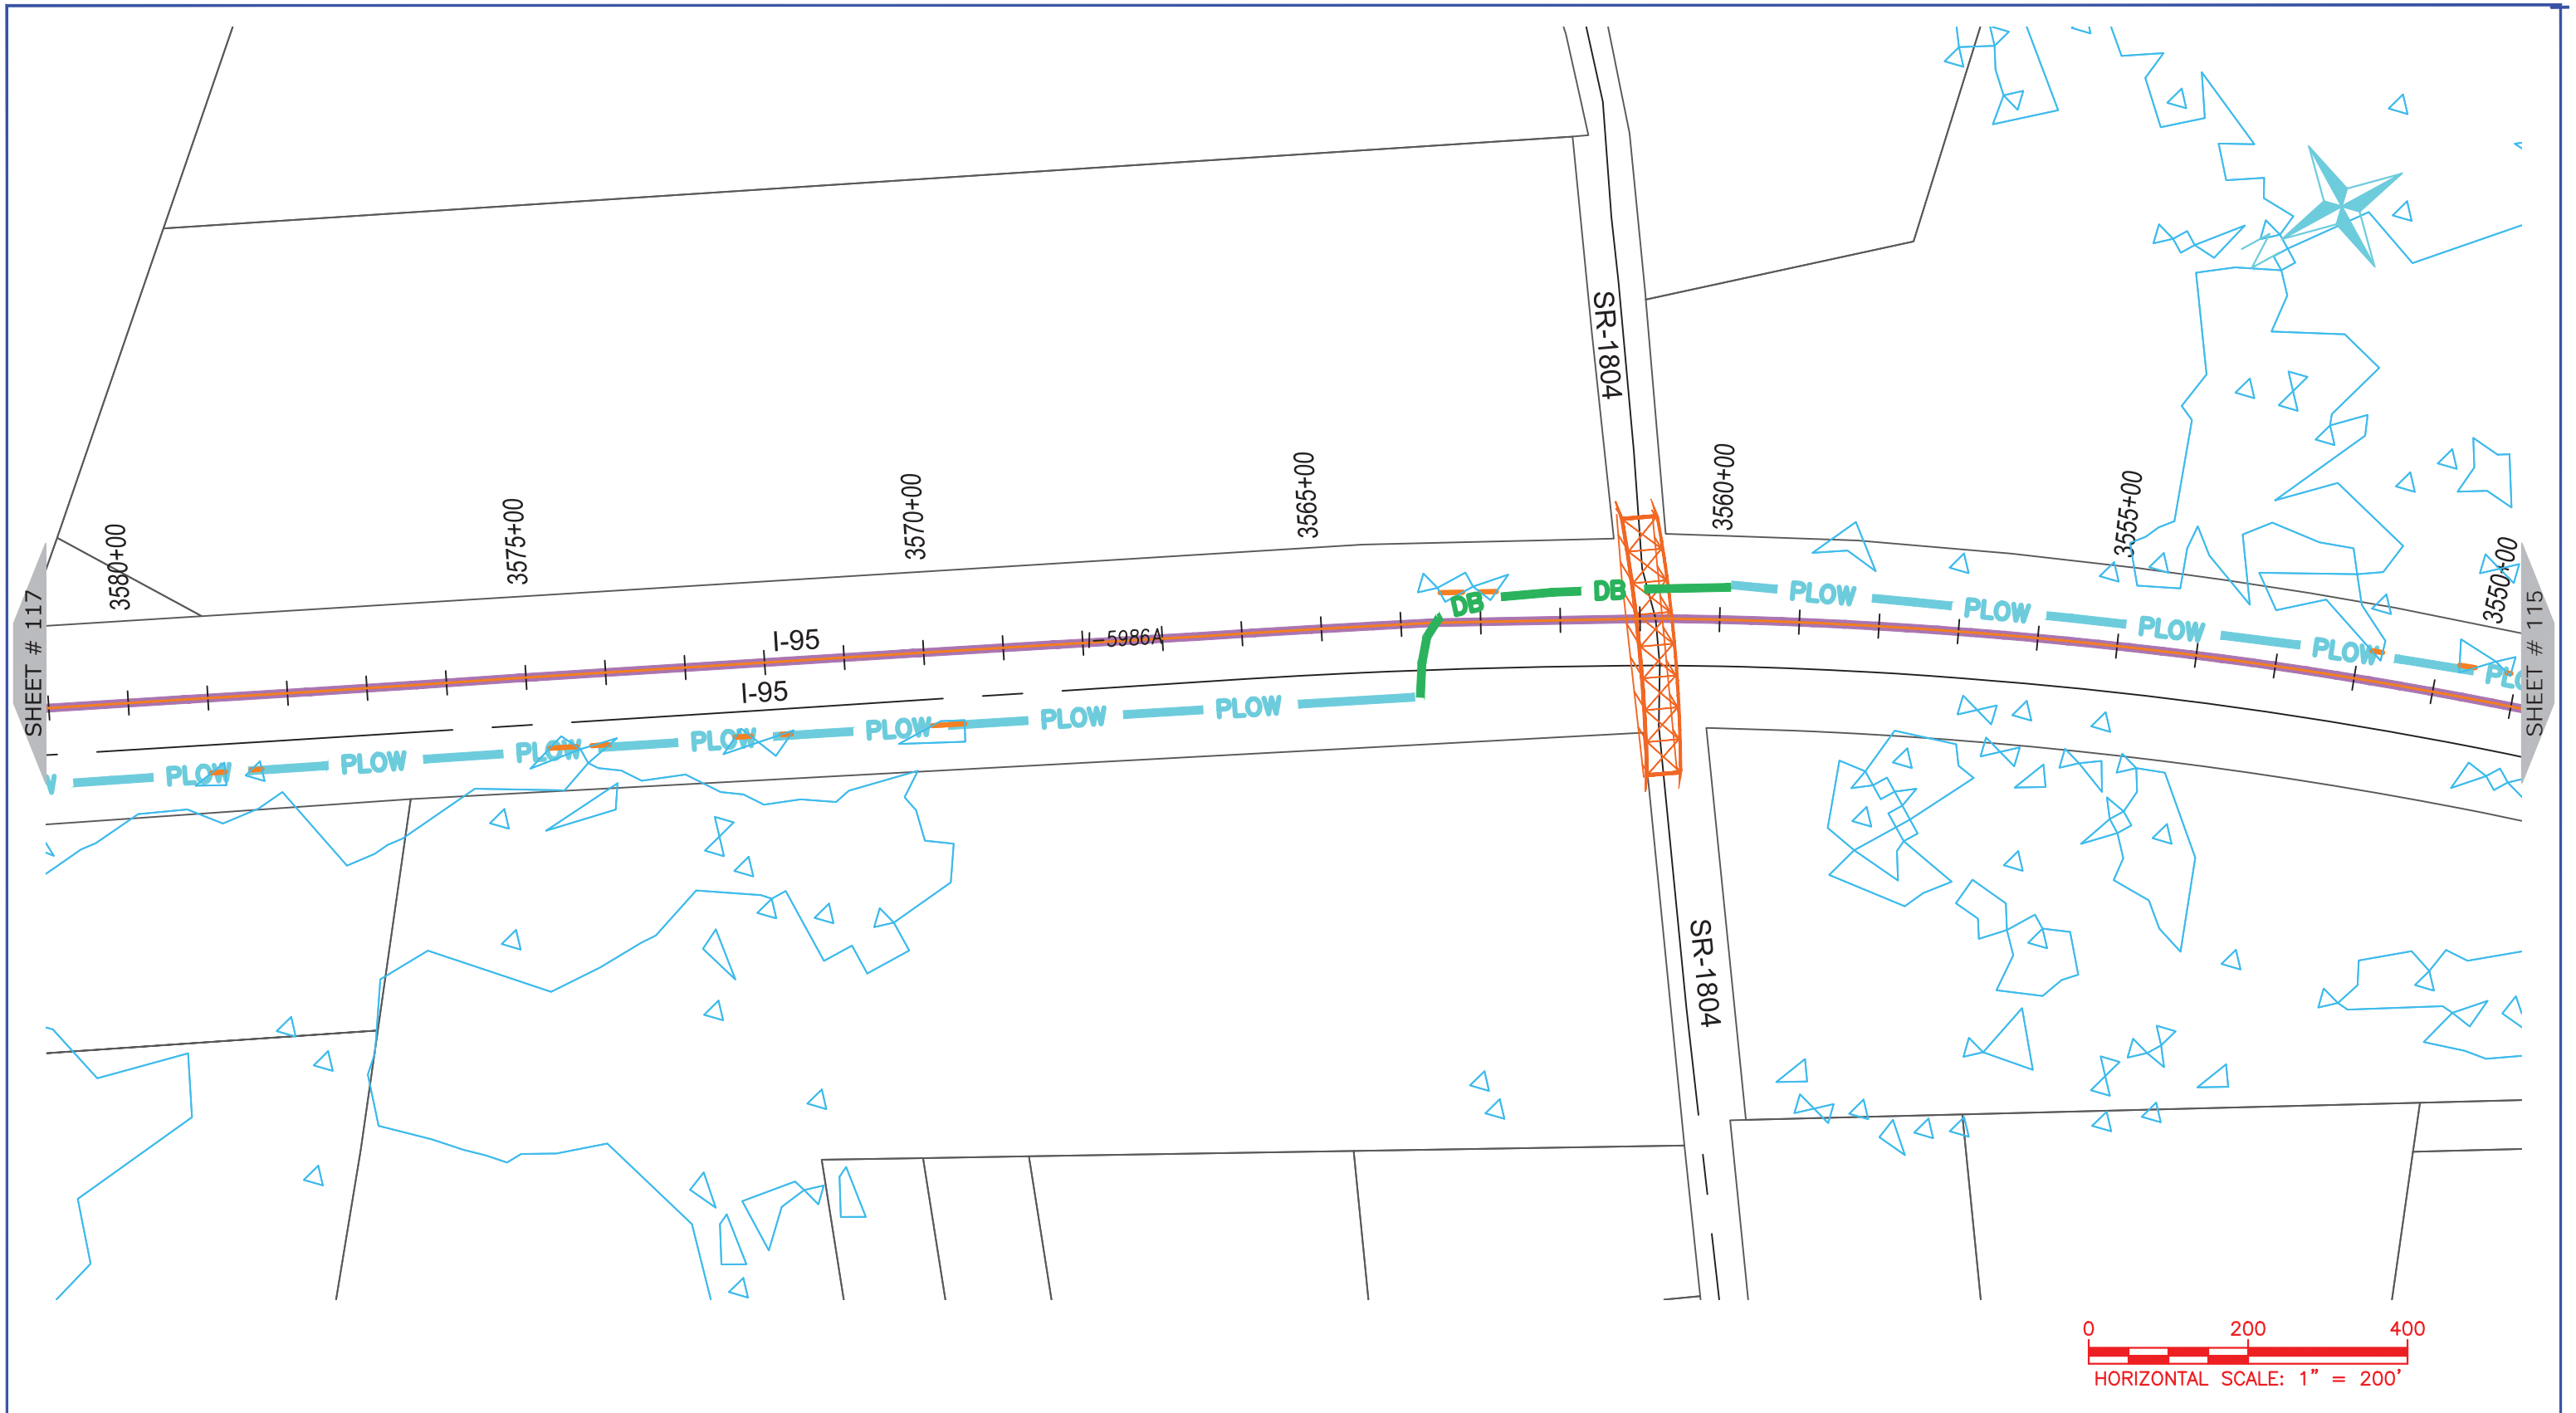 SR-1804
3580+00
3575+00
3570+00
3565+00
3560+00
3555+00
3550+00
SHEET # 117
SHEET # 115
I-95
I-5986A
I-95
DB
DB
PLOW
PLOW
PLOW
PLOW
PLOW
PLOW
PLOW
PLOW
PLOW
PLOW
PLOW
SR-1804
0 200 400
HORIZONTAL SCALE: 1” = 200’